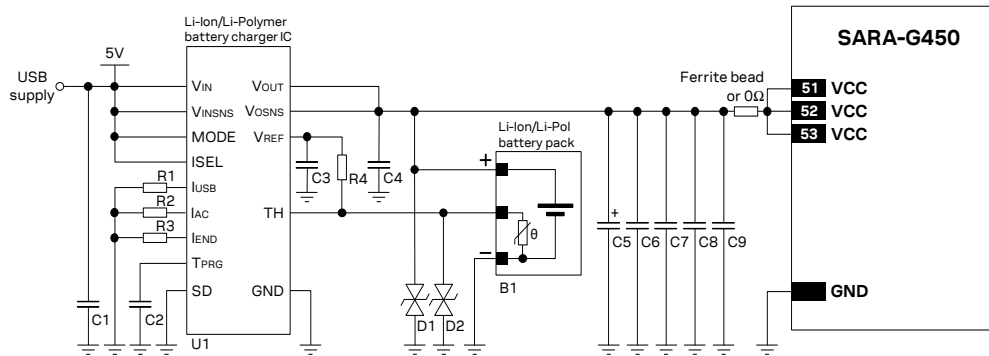 Li-Ion/Li-Polymer
battery charger IC
5V
USB
supply
VIN
VINSNS
MODE
ISEL
IUSB
IAC
IEND
TPRG
SD
VOUT
VOSNS
VREF
TH
GND
U1
R1
R2
R3
C1
C2
C3
R4
C4
Li-Ion/Li-Pol
battery pack
+
θ
–
B1
D1
D2
+
C5
C6
C7
C8
C9
Ferrite bead
or 0Ω
SARA-G450
51 VCC
52 VCC
53 VCC
GND